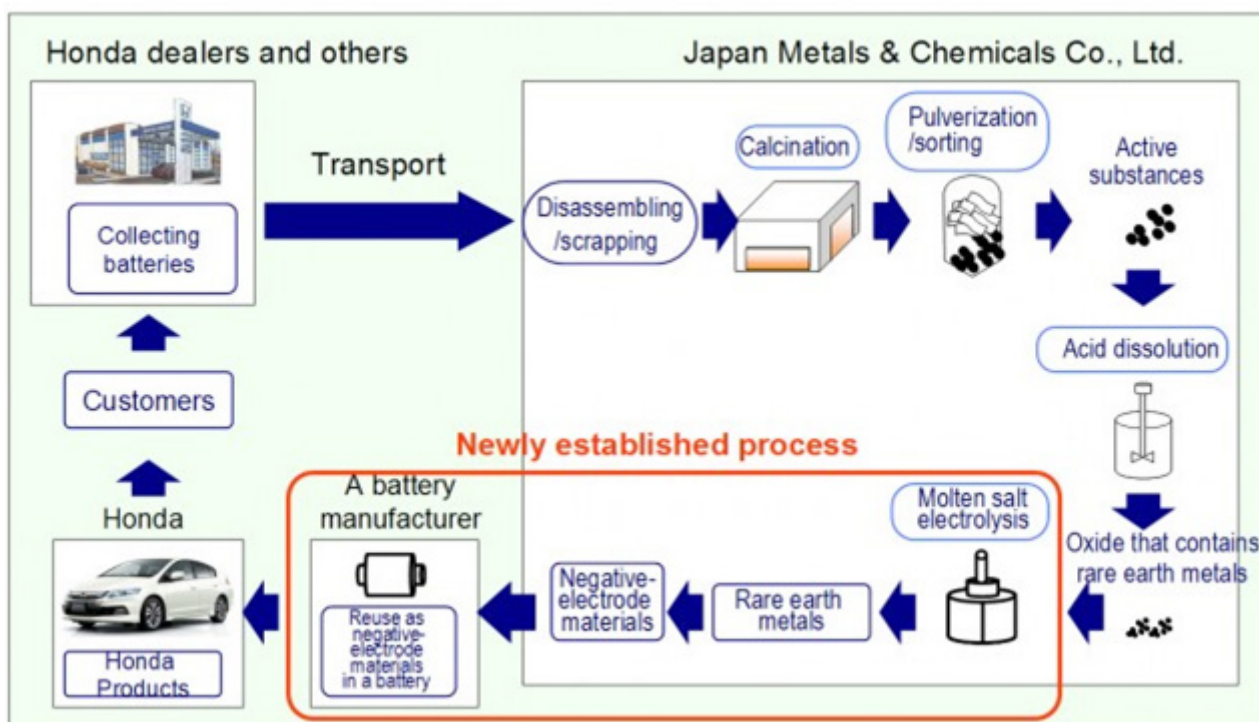 Honda dealers and others
Collecting
batteries
Transport
Japan Metals & Chemicals Co., Ltd.
Disassembling
/scrapping
Calcination
Pulverization
/sorting
Active
substances
Acid dissolution
Oxide that contains
rare earth metals
Newly established process
Molten salt
electrolysis
Rare earth
metals
Negative-
electrode
materials
A battery
manufacturer
Reuse as
negative-
electrode
materials
in a battery
Honda
Honda
Products
Customers